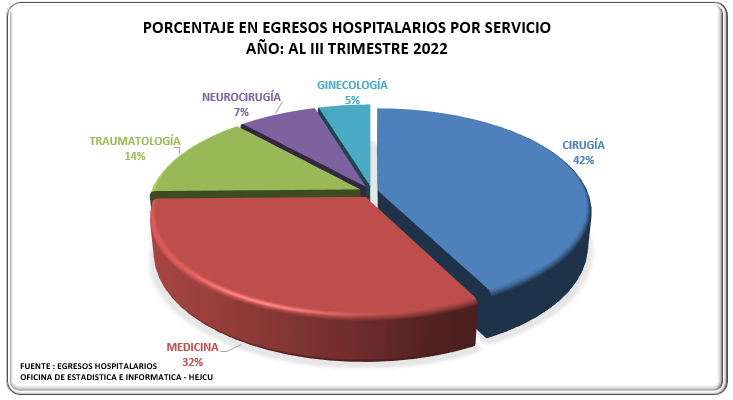 PORCENTAJE EN EGRESOS HOSPITALARIOS POR SERVICIO
AÑO: AL III TRIMESTRE 2022
GINECOLOGÍA
5%
NEUROCIRUGÍA
7%
TRAUMATOLOGÍA
14%
CIRUGÍA
42%
MEDICINA
32%
FUENTE : EGRESOS HOSPITALARIOS
OFICINA DE ESTADISTICA E INFORMATICA - HEJCU